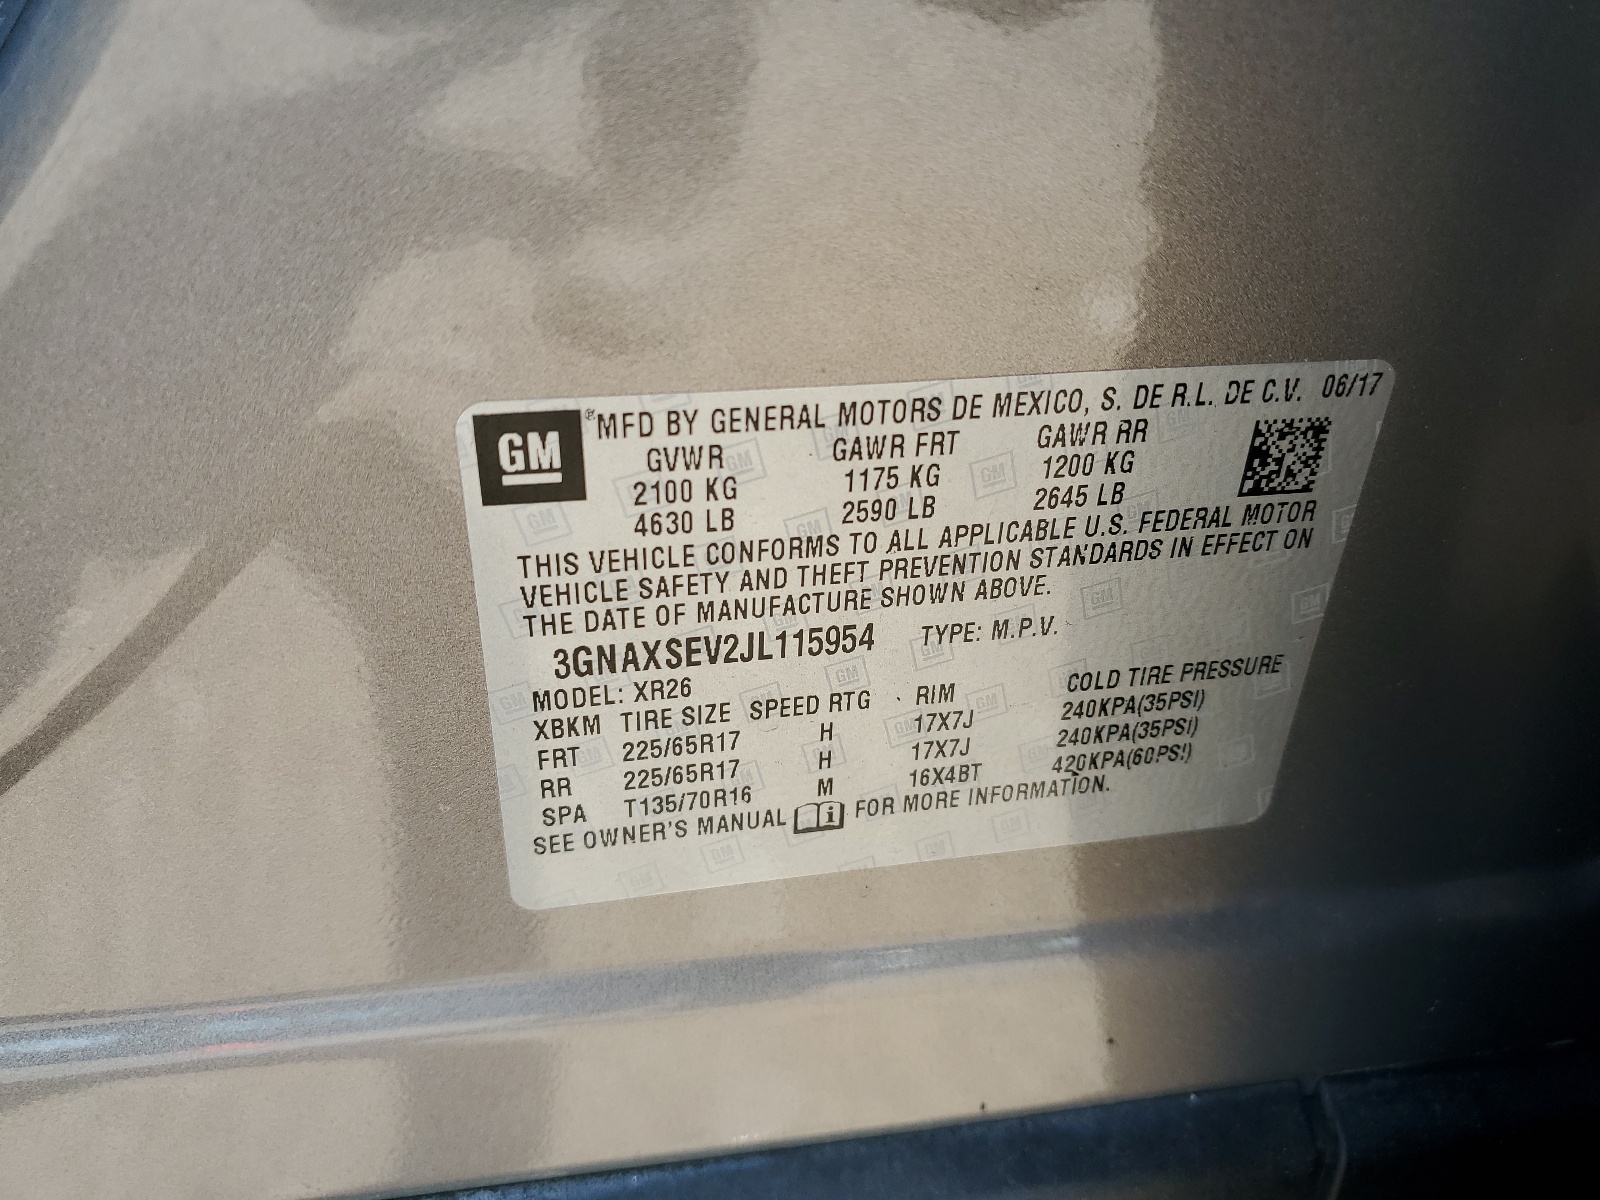 GM ®MFD BY GENERAL MOTORS DE MEXICO, S. DE R.L. DE C.V. 06/17
GVWR GAWR FRT GAWR RR
2100 KG 1175 KG 1200 KG
4630 LB 2590 LB 2645 LB
THIS VEHICLE CONFORMS TO ALL APPLICABLE U.S. FEDERAL MOTOR
VEHICLE SAFETY AND THEFT PREVENTION STANDARDS IN EFFECT ON
THE DATE OF MANUFACTURE SHOWN ABOVE.
3GNAXSEV2JL115954 TYPE: M.P.V.
MODEL: XR26
XBKM TIRE SIZE SPEED RTG RIM COLD TIRE PRESSURE
FRT 225/65R17 H 17X7J 240KPA(35PSI)
RR 225/65R17 H 17X7J 240KPA(35PSI)
SPA T135/70R16 M 16X4BT 420KPA(60PSI)
SEE OWNER'S MANUAL i FOR MORE INFORMATION.